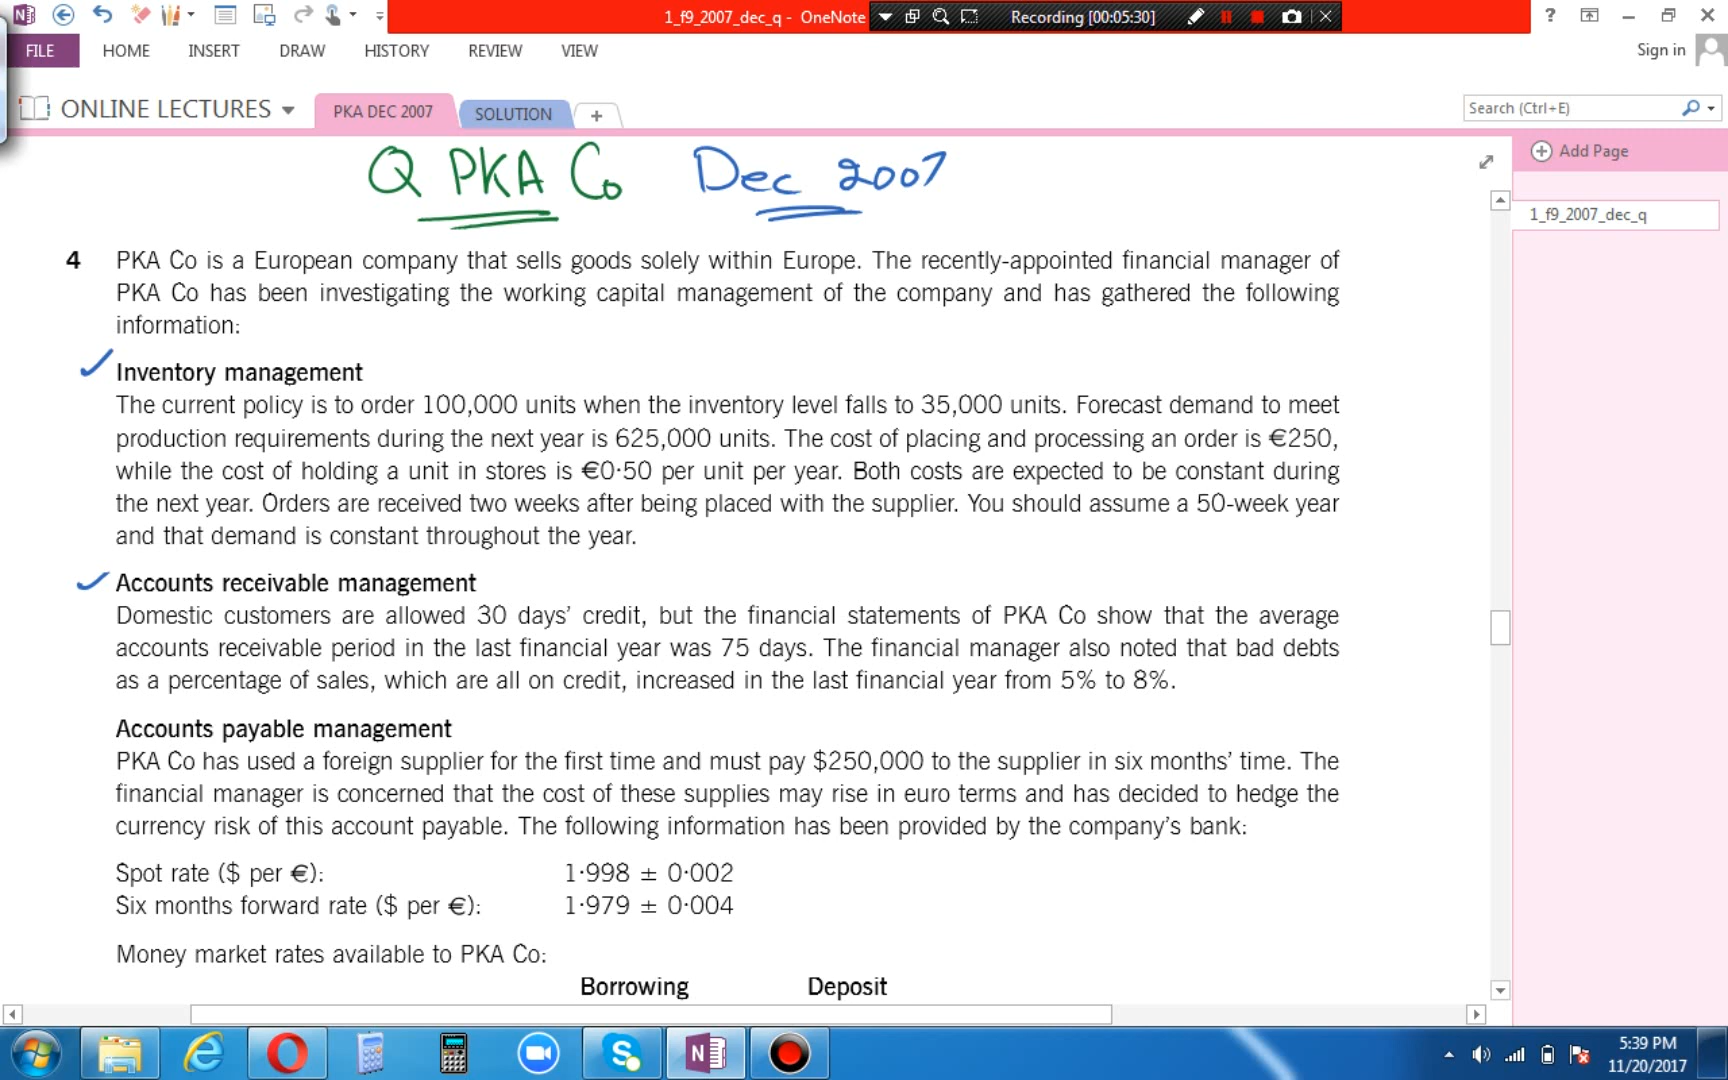 1_f9_2007_dec_q - OneNote
Recording [00:05:30]
?
FILE HOME INSERT DRAW HISTORY REVIEW VIEW
Sign in
ONLINE LECTURES
PKA DEC 2007
SOLUTION
+
Search (Ctrl+E)
Add Page
1_f9_2007_dec_q
Q PKA Co Dec 2007
4 PKA Co is a European company that sells goods solely within Europe. The recently-appointed financial manager of
PKA Co has been investigating the working capital management of the company and has gathered the following
information:
Inventory management
The current policy is to order 100,000 units when the inventory level falls to 35,000 units. Forecast demand to meet
production requirements during the next year is 625,000 units. The cost of placing and processing an order is €250,
while the cost of holding a unit in stores is €0·50 per unit per year. Both costs are expected to be constant during
the next year. Orders are received two weeks after being placed with the supplier. You should assume a 50-week year
and that demand is constant throughout the year.
Accounts receivable management
Domestic customers are allowed 30 days’ credit, but the financial statements of PKA Co show that the average
accounts receivable period in the last financial year was 75 days. The financial manager also noted that bad debts
as a percentage of sales, which are all on credit, increased in the last financial year from 5% to 8%.
Accounts payable management
PKA Co has used a foreign supplier for the first time and must pay $250,000 to the supplier in six months’ time. The
financial manager is concerned that the cost of these supplies may rise in euro terms and has decided to hedge the
currency risk of this account payable. The following information has been provided by the company’s bank:
Spot rate ($ per €): 1·998 ± 0·002
Six months forward rate ($ per €): 1·979 ± 0·004
Money market rates available to PKA Co:
Borrowing Deposit
5:39 PM
11/20/2017